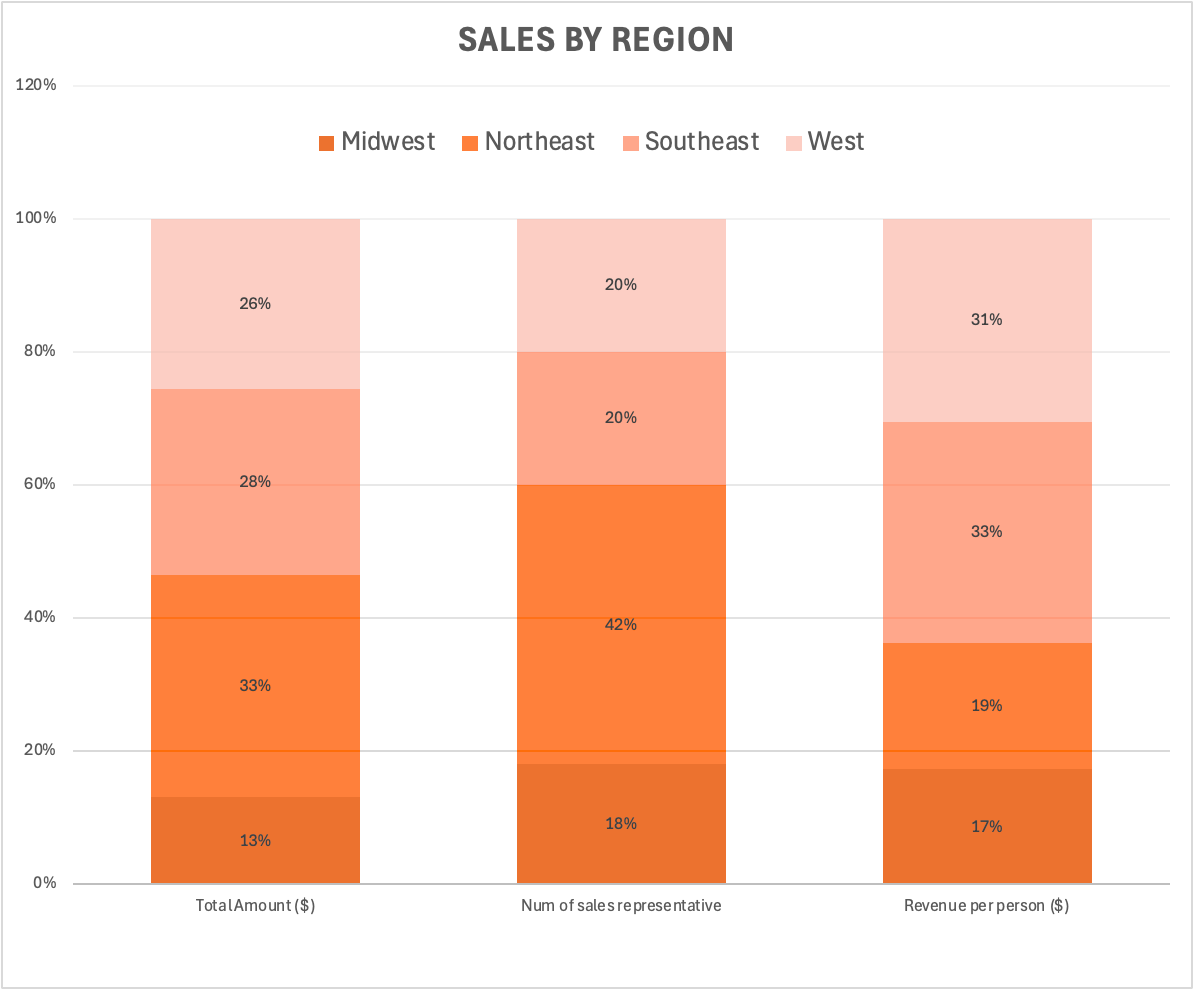 SALES BY REGION
120%
Midwest Northeast Southeast West
100%
26% 20% 31%
80%
28% 20% 33%
60%
40%
33% 42% 19%
20%
13% 18% 17%
0%
Total Amount ($) Num of sales representative Revenue per person ($)